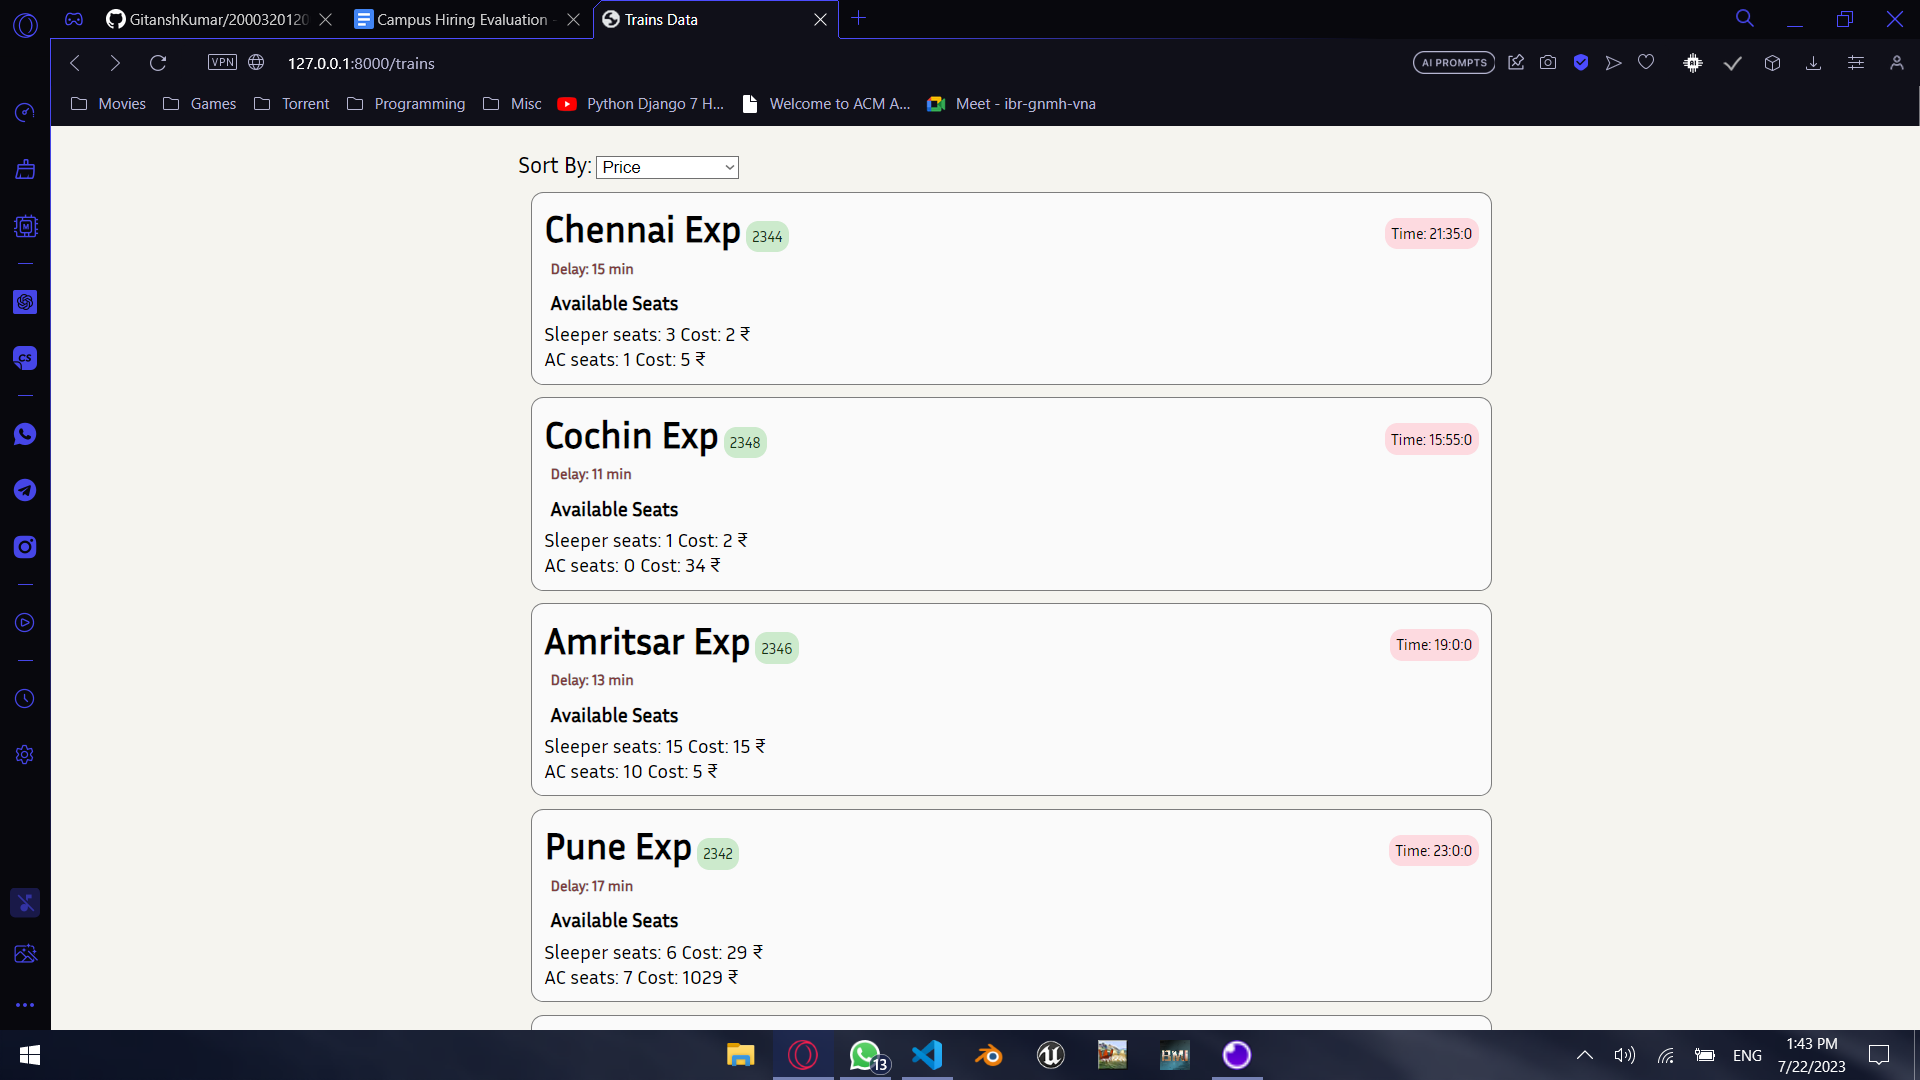 GitanshKumar/2000320120
Campus Hiring Evaluation
Trains Data
VPN
127.0.0.1:8000/trains
AI PROMPTS
Movies
Games
Torrent
Programming
Misc
Python Django 7 H...
Welcome to ACM A...
Meet - ibr-gnmh-vna
Sort By: Price
Chennai Exp 2344
Time: 21:35:0
Delay: 15 min
Available Seats
Sleeper seats: 3 Cost: 2 ₹
AC seats: 1 Cost: 5 ₹
Cochin Exp 2348
Time: 15:55:0
Delay: 11 min
Available Seats
Sleeper seats: 1 Cost: 2 ₹
AC seats: 0 Cost: 34 ₹
Amritsar Exp 2346
Time: 19:0:0
Delay: 13 min
Available Seats
Sleeper seats: 15 Cost: 15 ₹
AC seats: 10 Cost: 5 ₹
Pune Exp 2342
Time: 23:0:0
Delay: 17 min
Available Seats
Sleeper seats: 6 Cost: 29 ₹
AC seats: 7 Cost: 1029 ₹
CS
13
ENG
1:43 PM
7/22/2023